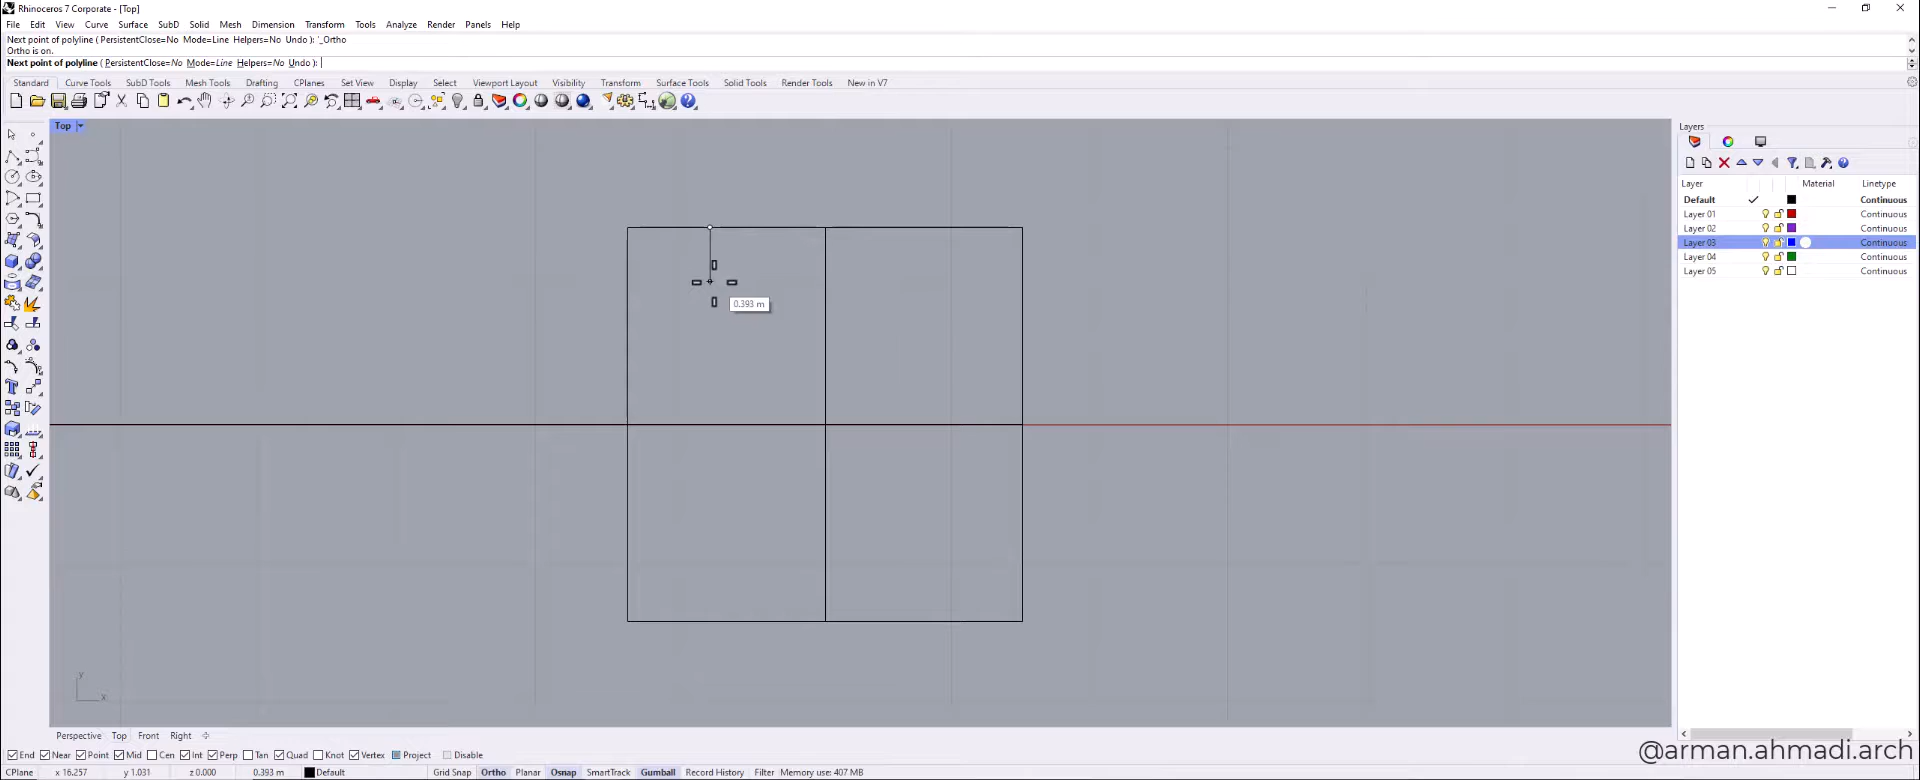 Rhinoceros 7 Corporate - [Top]
File Edit View Curve Surface SubD Solid Mesh Dimension Transform Tools Analyze Render Panels Help
Next point of polyline ( PersistentClose=No Mode=Line Helpers=No Undo ): '_Ortho
Ortho is on.
Next point of polyline ( PersistentClose=No Mode=Line Helpers=No Undo ):
Standard Curve Tools SubD Tools Mesh Tools Drafting CPlanes Set View Display Select Viewport Layout Visibility Transform Surface Tools Solid Tools Render Tools New in V7
Top
Layers
Layer Material Linetype
Default Continuous
Layer 01 Continuous
Layer 02 Continuous
Layer 03 Continuous
Layer 04 Continuous
Layer 05 Continuous
0.393 m
y
x
Perspective Top Front Right
End Near Point Mid Cen Int Perp Tan Quad Knot Vertex Project Disable
@arman.ahmadi.arch
CPlane x 16.257 y 1.031 z 0.000 0.393 m Default Grid Snap Ortho Planar Osnap SmartTrack Gumball Record History Filter Memory use: 407 MB